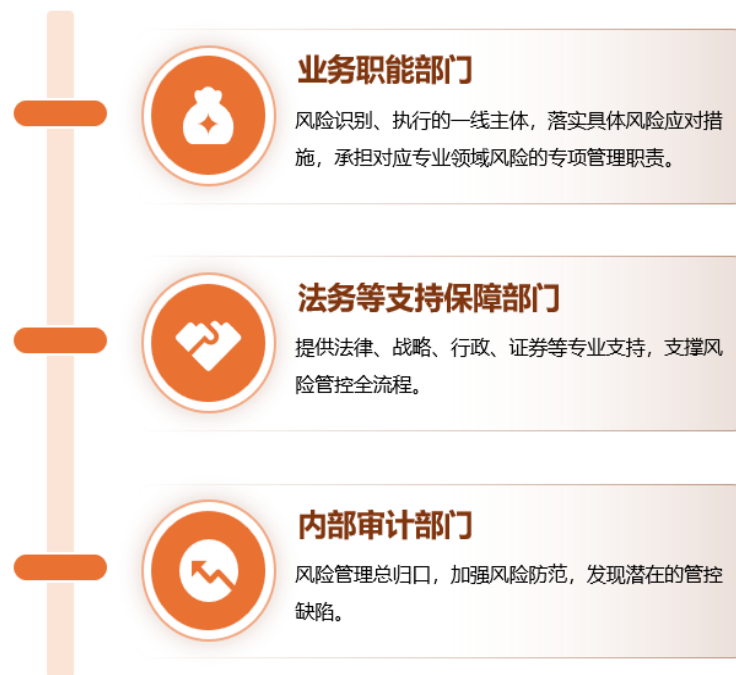 业务职能部门
风险识别、执行的一线主体，落实具体风险应对措
施，承担对应专业领域风险的专项管理职责。
法务等支持保障部门
提供法律、战略、行政、证券等专业支持，支撑风
险管控全流程。
内部审计部门
风险管理总归口，加强风险防范，发现潜在的管控
缺陷。